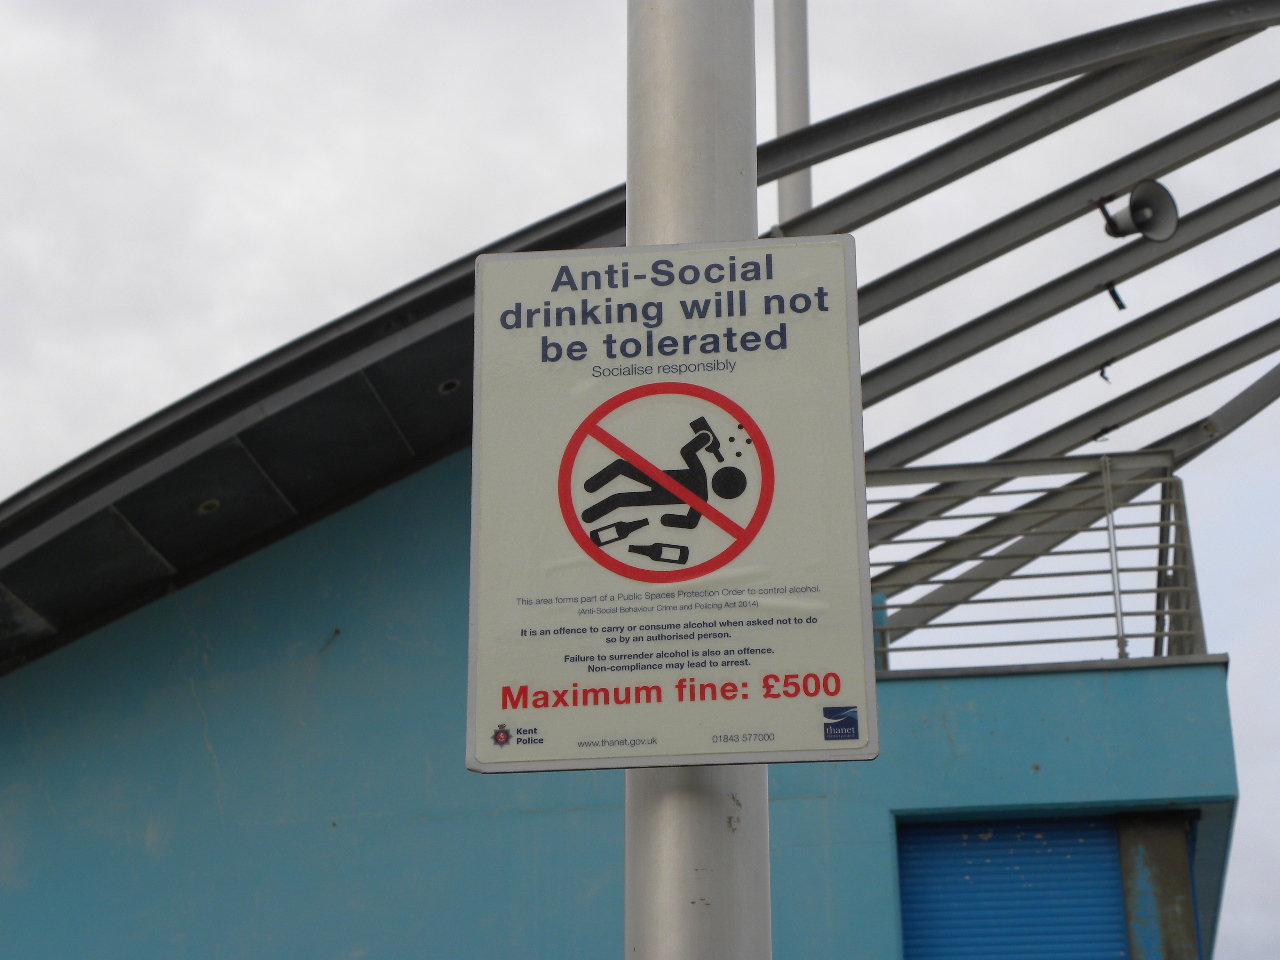 Anti-Social
drinking will not
be tolerated
Socialise responsibly
This area forms part of a Public Spaces Protection Order to control alcohol.
(Anti-Social Behaviour Crime and Policing Act 2014)
It is an offence to carry or consume alcohol when asked not to do
so by an authorised person.
Failure to surrender alcohol is also an offence.
Non-compliance may lead to arrest.
Maximum fine: £500
Kent
Police
www.thanet.gov.uk
01843 577000
thanet